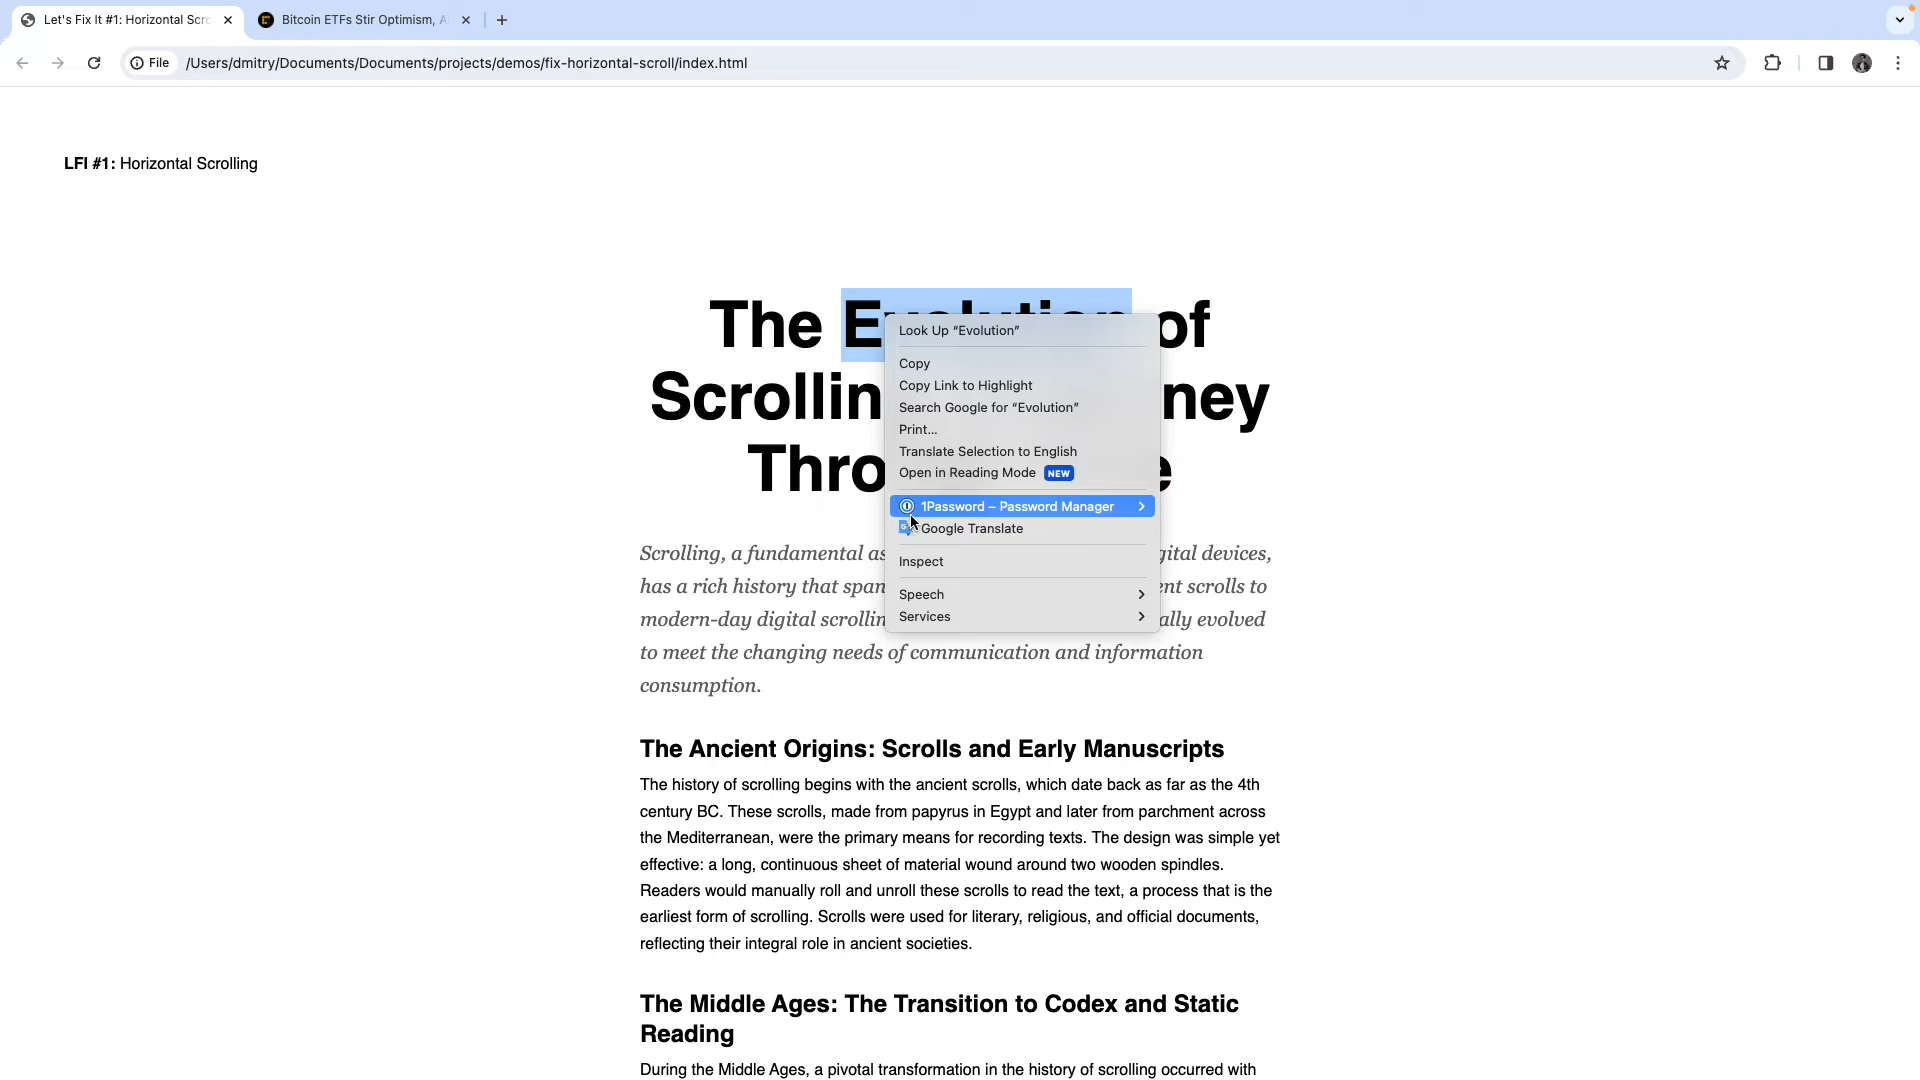 Let's Fix It #1: Horizontal Scro
Bitcoin ETFs Stir Optimism, A
File
/Users/dmitry/Documents/Documents/projects/demos/fix-horizontal-scroll/index.html
LFI #1: Horizontal Scrolling
The Evolution of
Scrollin ney
Thro e
Look Up “Evolution”
Copy
Copy Link to Highlight
Search Google for “Evolution”
Print...
Translate Selection to English
Open in Reading Mode NEW
1Password – Password Manager
Google Translate
Inspect
Speech
Services
Scrolling, a fundamental as gital devices,
has a rich history that span ent scrolls to
modern-day digital scrollin ally evolved
to meet the changing needs of communication and information
consumption.
The Ancient Origins: Scrolls and Early Manuscripts
The history of scrolling begins with the ancient scrolls, which date back as far as the 4th
century BC. These scrolls, made from papyrus in Egypt and later from parchment across
the Mediterranean, were the primary means for recording texts. The design was simple yet
effective: a long, continuous sheet of material wound around two wooden spindles.
Readers would manually roll and unroll these scrolls to read the text, a process that is the
earliest form of scrolling. Scrolls were used for literary, religious, and official documents,
reflecting their integral role in ancient societies.
The Middle Ages: The Transition to Codex and Static
Reading
During the Middle Ages, a pivotal transformation in the history of scrolling occurred with